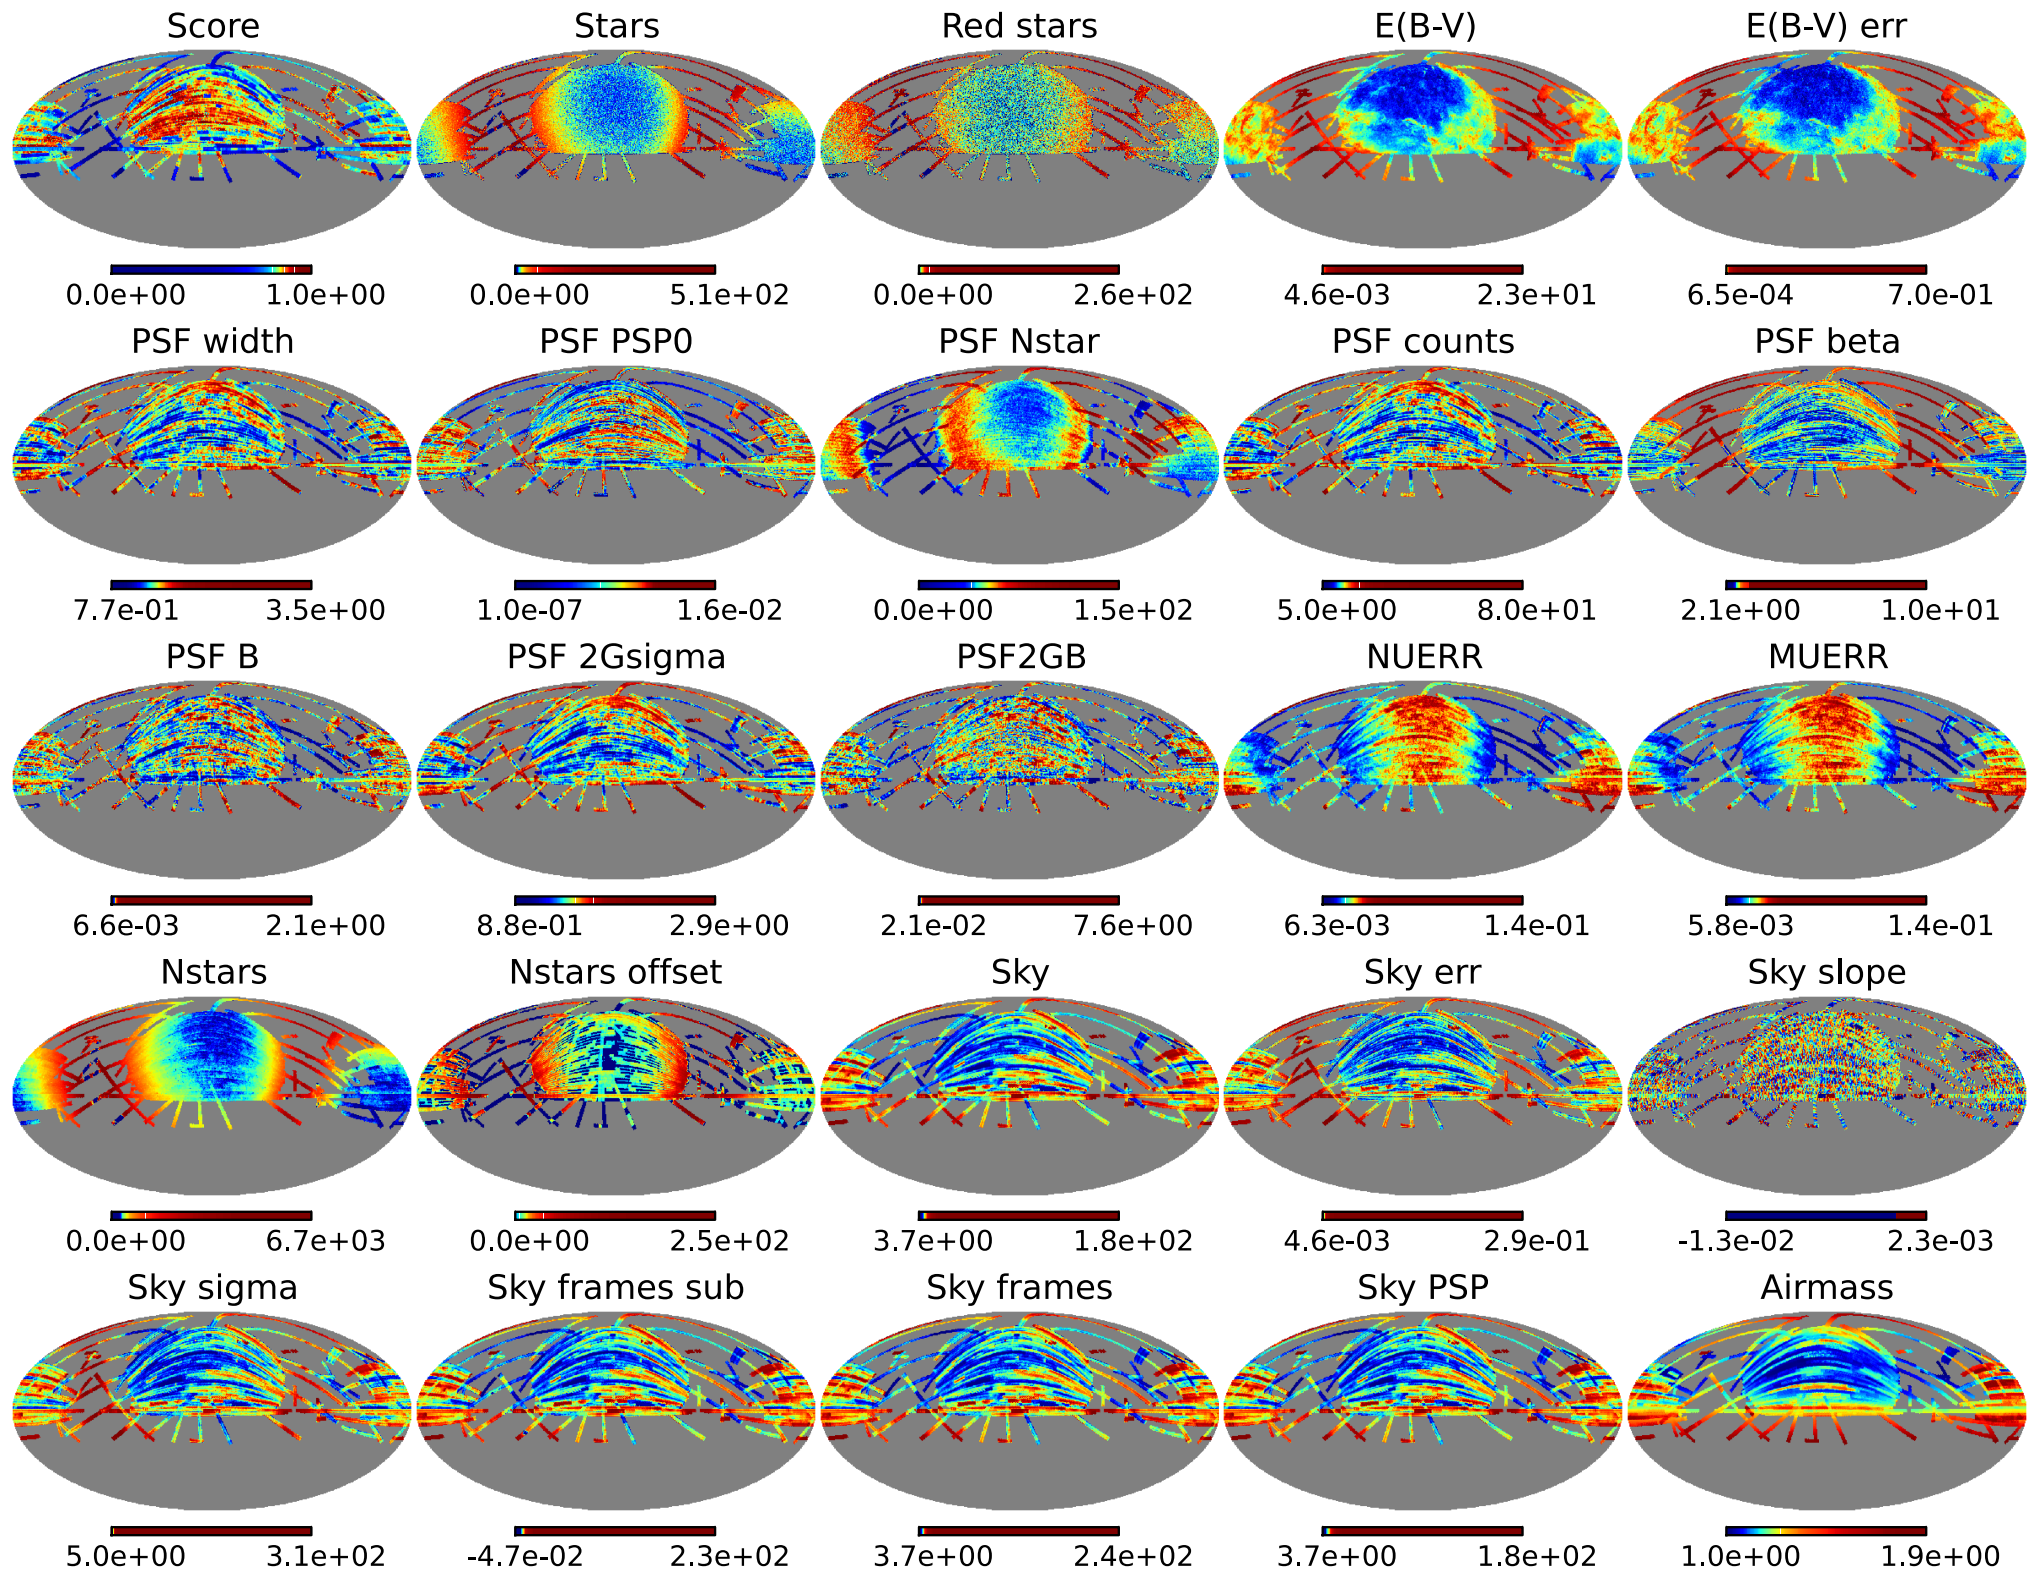 Score Stars Red stars E(B-V) E(B-V) err
0.0e+00 1.0e+00 0.0e+00 5.1e+02 0.0e+00 2.6e+02 4.6e-03 2.3e+01 6.5e-04 7.0e-01
PSF width PSF PSP0 PSF Nstar PSF counts PSF beta
7.7e-01 3.5e+00 1.0e-07 1.6e-02 0.0e+00 1.5e+02 5.0e+00 8.0e+01 2.1e+00 1.0e+01
PSF B PSF 2Gsigma PSF2GB NUERR MUERR
6.6e-03 2.1e+00 8.8e-01 2.9e+00 2.1e-02 7.6e+00 6.3e-03 1.4e-01 5.8e-03 1.4e-01
Nstars Nstars offset Sky Sky err Sky slope
0.0e+00 6.7e+03 0.0e+00 2.5e+02 3.7e+00 1.8e+02 4.6e-03 2.9e-01 -1.3e-02 2.3e-03
Sky sigma Sky frames sub Sky frames Sky PSP Airmass
5.0e+00 3.1e+02 -4.7e-02 2.3e+02 3.7e+00 2.4e+02 3.7e+00 1.8e+02 1.0e+00 1.9e+00